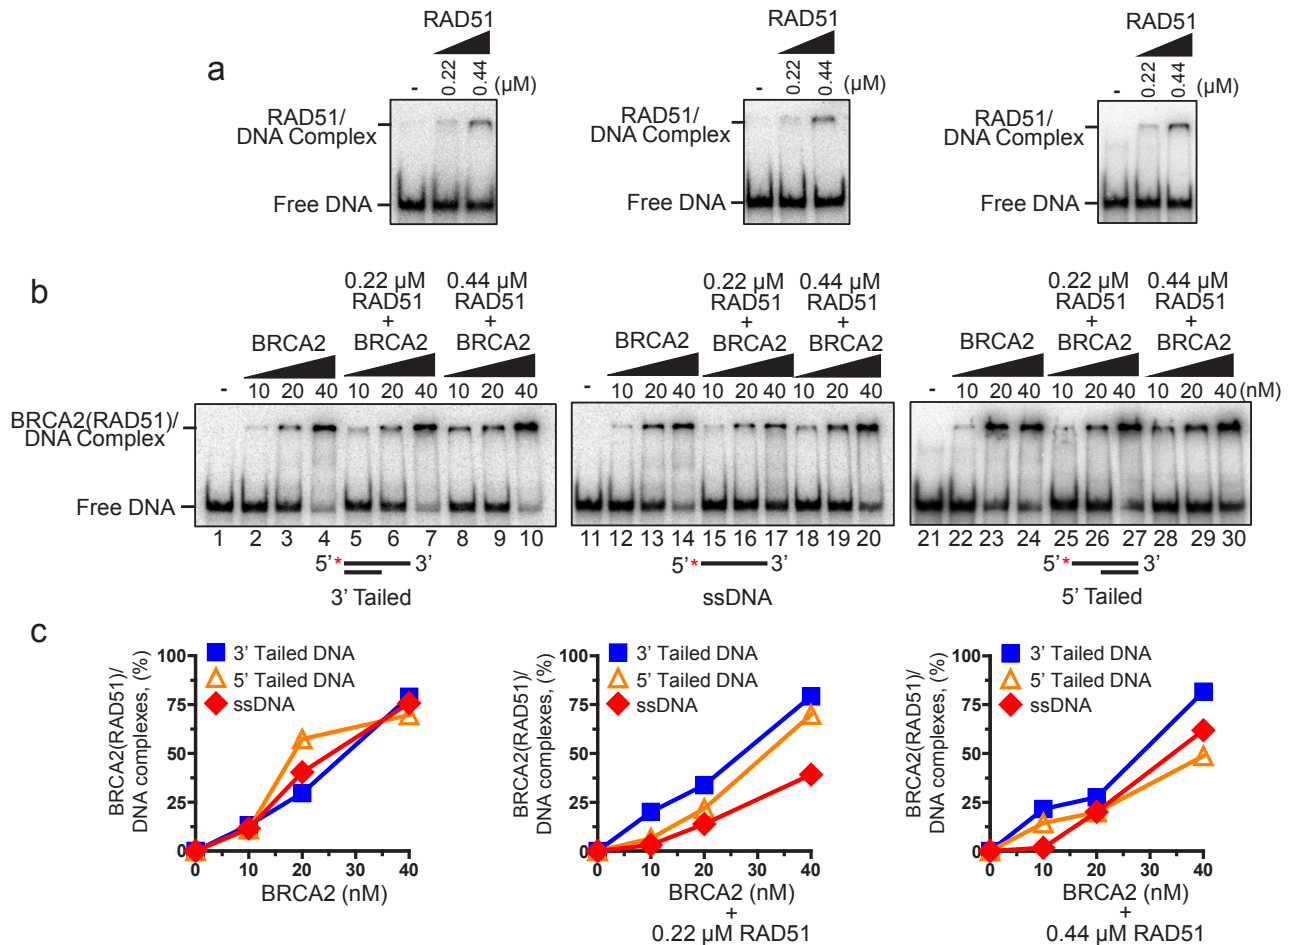 a
RAD51
- 0.22 0.44 (µM)
RAD51/
DNA Complex
Free DNA
RAD51
- 0.22 0.44 (µM)
RAD51/
DNA Complex
Free DNA
RAD51
- 0.22 0.44 (µM)
RAD51/
DNA Complex
Free DNA
b
0.22 µM
RAD51
+
BRCA2
0.44 µM
RAD51
+
BRCA2
BRCA2
- 10 20 40 10 20 40 10 20 40
BRCA2(RAD51)/
DNA Complex
Free DNA
1 2 3 4 5 6 7 8 9 10
5’* 3’
3’ Tailed
0.22 µM
RAD51
+
BRCA2
0.44 µM
RAD51
+
BRCA2
BRCA2
- 10 20 40 10 20 40 10 20 40
11 12 13 14 15 16 17 18 19 20
5’* 3’
ssDNA
0.22 µM
RAD51
+
BRCA2
0.44 µM
RAD51
+
BRCA2
BRCA2
- 10 20 40 10 20 40 10 20 40 (nM)
21 22 23 24 25 26 27 28 29 30
5’* 3’
5’ Tailed
c
BRCA2(RAD51)/
DNA complexes, (%)
100
75
50
25
0
3’ Tailed DNA
5’ Tailed DNA
ssDNA
0 10 20 30 40
BRCA2 (nM)
BRCA2(RAD51)/
DNA complexes, (%)
100
75
50
25
0
3’ Tailed DNA
5’ Tailed DNA
ssDNA
0 10 20 30 40
BRCA2 (nM)
+
0.22 µM RAD51
BRCA2(RAD51)/
DNA complexes, (%)
100
75
50
25
0
3’ Tailed DNA
5’ Tailed DNA
ssDNA
0 10 20 30 40
BRCA2 (nM)
+
0.44 µM RAD51